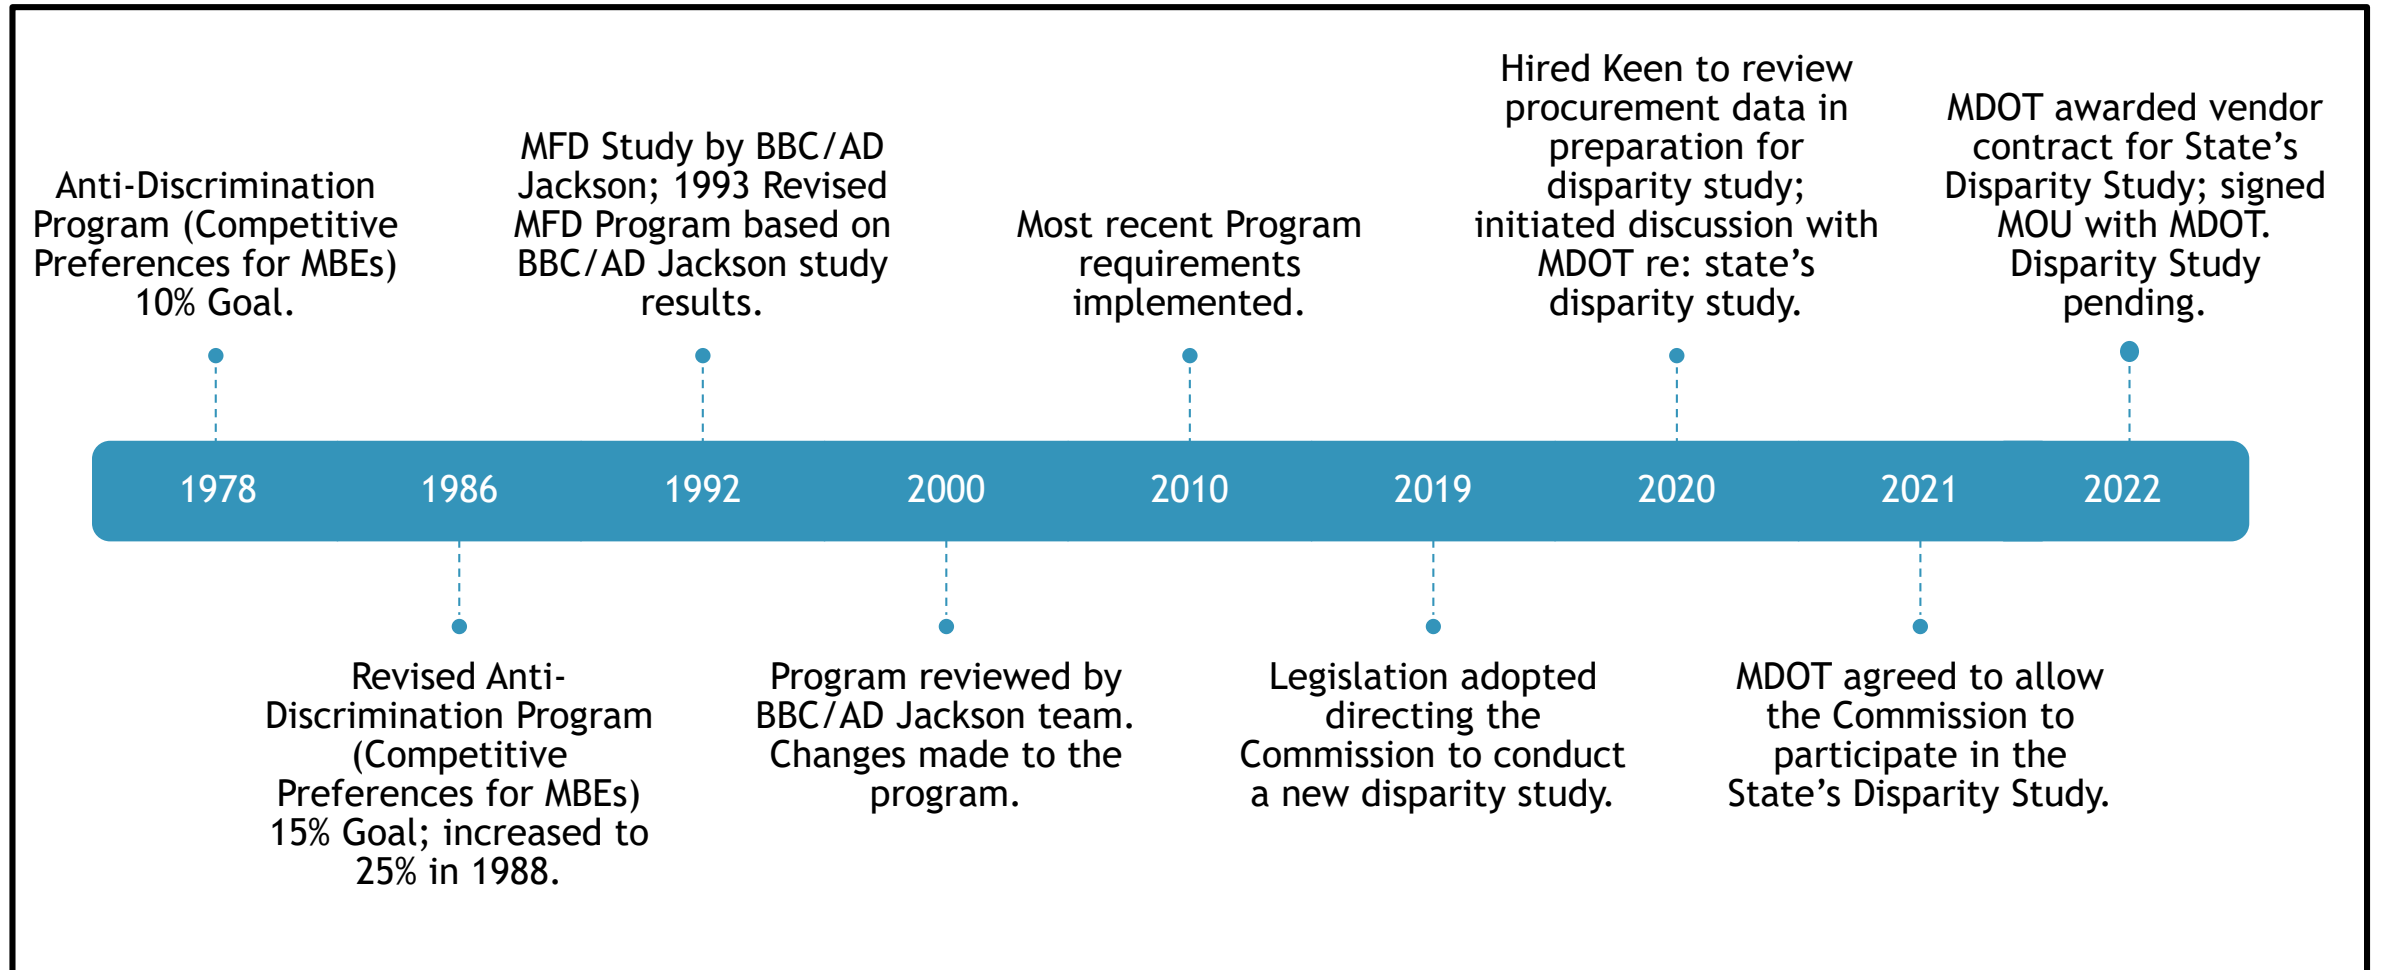 Anti-Discrimination
Program (Competitive
Preferences for MBEs)
10% Goal.
MFD Study by BBC/AD
Jackson; 1993 Revised
MFD Program based on
BBC/AD Jackson study
results.
Most recent Program
requirements
implemented.
Hired Keen to review
procurement data in
preparation for
disparity study;
initiated discussion with
MDOT re: state's
disparity study.
MDOT awarded vendor
contract for State's
Disparity Study; signed
MOU with MDOT.
Disparity Study
pending.
1978 1986 1992 2000 2010 2019 2020 2021 2022
Revised Anti-
Discrimination Program
(Competitive
Preferences for MBEs)
15% Goal; increased to
25% in 1988.
Program reviewed by
BBC/AD Jackson team.
Changes made to the
program.
Legislation adopted
directing the
Commission to conduct
a new disparity study.
MDOT agreed to allow
the Commission to
participate in the
State's Disparity Study.